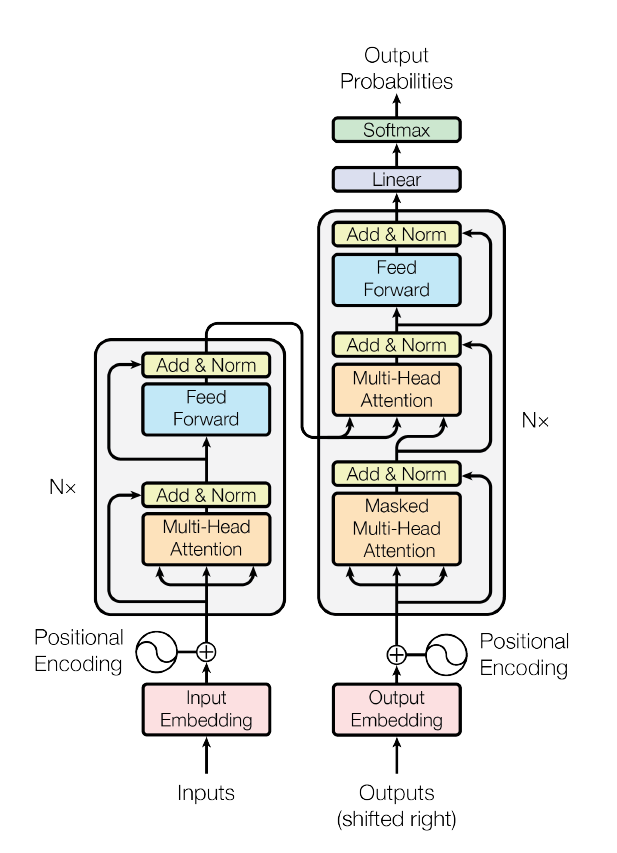 Output
Probabilities
Softmax
Linear
Add & Norm
Feed
Forward
Add & Norm
Multi-Head
Attention
Add & Norm
Masked
Multi-Head
Attention
N×
Add & Norm
Feed
Forward
Add & Norm
Multi-Head
Attention
N×
Positional
Encoding
Positional
Encoding
Input
Embedding
Output
Embedding
Inputs
Outputs
(shifted right)